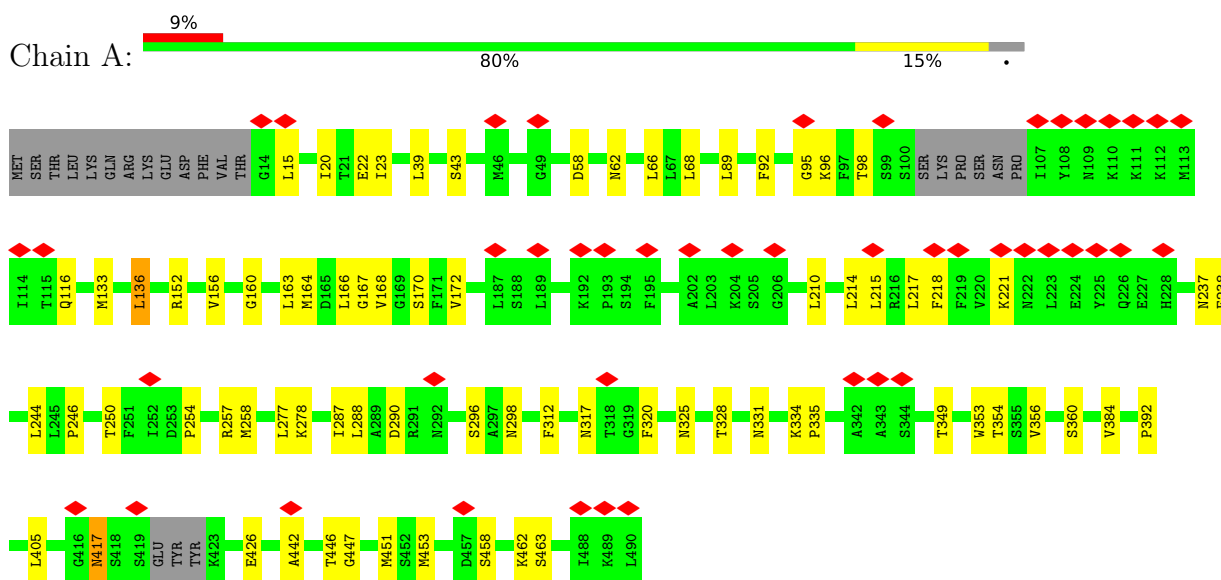 9%
Chain A:
80%
15%
•
MET SER THR LEU LYS GLN ARG LYS GLU ASP PHE VAL THR G14 L15 I20 T21 E22 I23 L39 S43 M46 G49 D58 N62 L66 L67 L68 L89 F92 G95 K96 F97 T98 S99 S100 SER LYS PRO SER ASN PRO I107 Y108 N109 K110 K111 K112 M113
I114 T115 Q116 M133 L136 R152 V156 G160 L163 M164 D165 L166 G167 V168 G169 S170 F171 V172 L187 S188 L189 K192 P193 S194 F195 A202 L203 K204 S205 G206 L210 L214 L215 R216 L217 F218 F219 V220 K221 N222 L223 E224 Y225 Q226 E227 H228 N237
L244 L245 P246 T250 F251 I252 D253 P254 R257 M258 L277 K278 I287 L288 A289 D290 R291 N292 S296 A297 N298 F312 N317 T318 G319 F320 N325 T328 N331 K334 P335 A342 A343 S344 T349 W353 T354 S355 V356 S360 V384 P392
L405 G416 N417 S418 S419 GLU TYR TYR K423 E426 A442 T446 G447 M451 S452 M453 D457 S458 K462 S463 I488 K489 L490